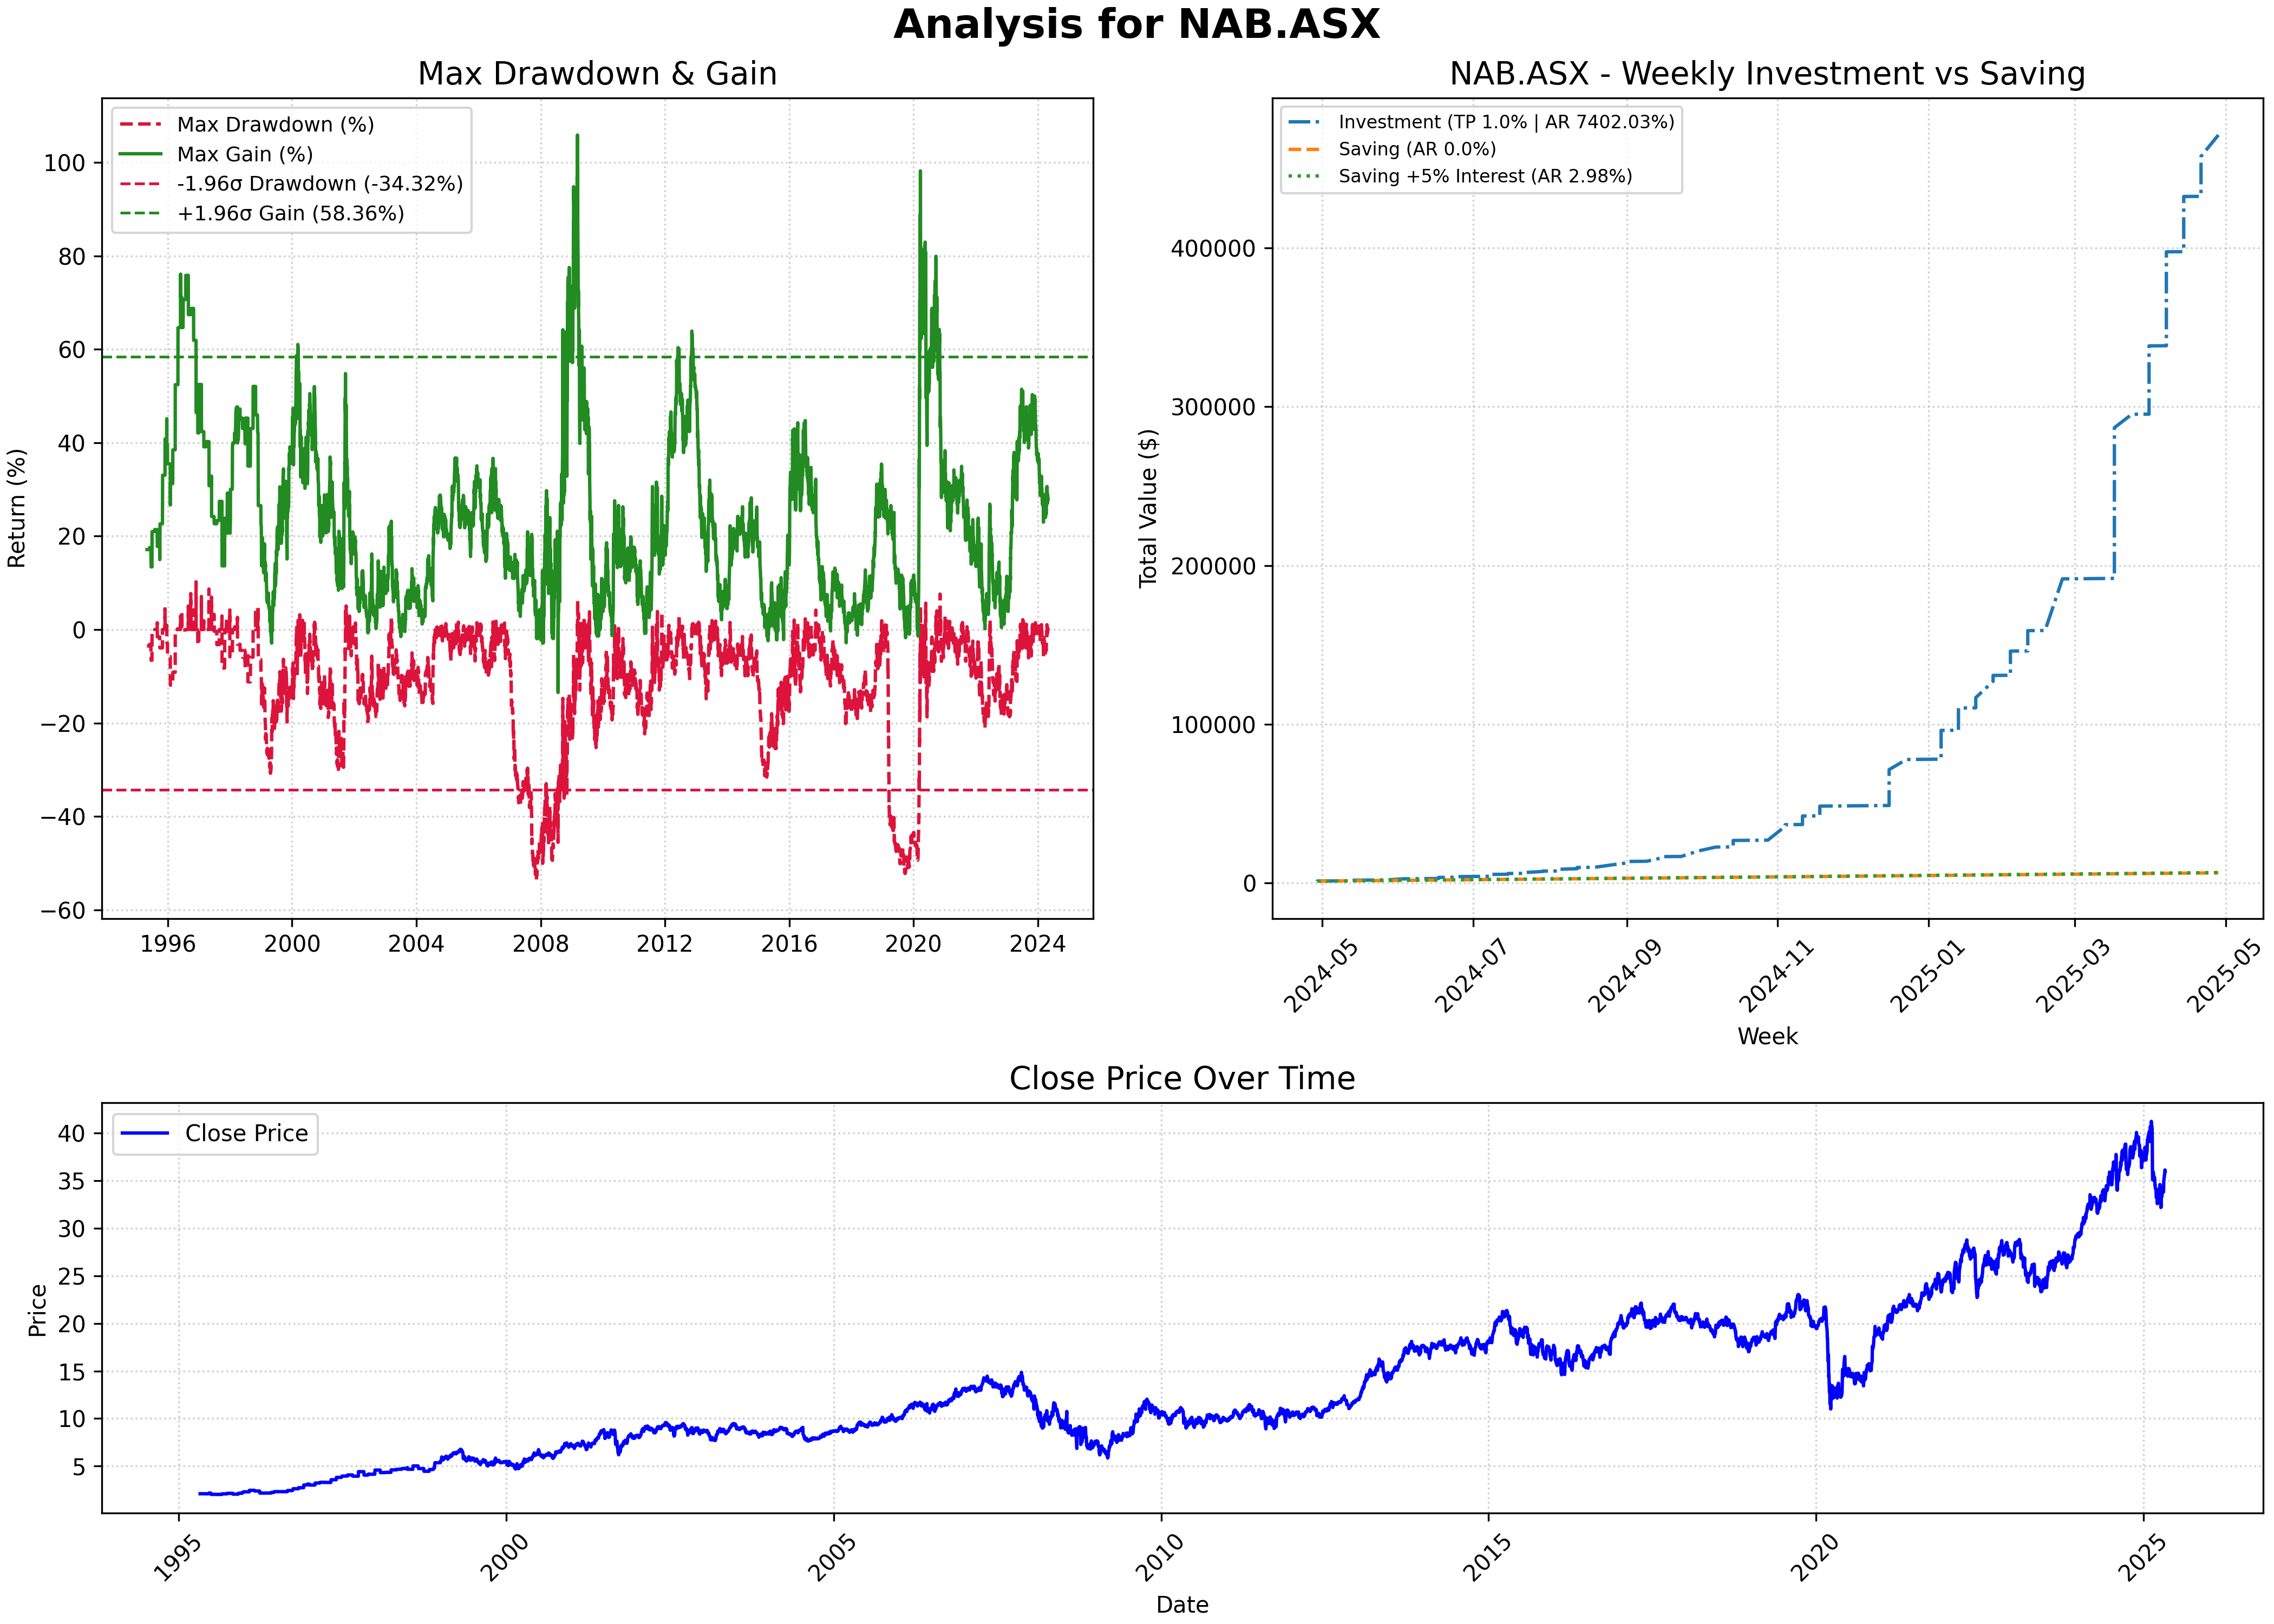 Analysis for NAB.ASX
Max Drawdown & Gain
Max Drawdown (%)
Max Gain (%)
-1.96σ Drawdown (-34.32%)
+1.96σ Gain (58.36%)
Return (%)
100
80
60
40
20
0
−20
−40
−60
1996
2000
2004
2008
2012
2016
2020
2024
NAB.ASX - Weekly Investment vs Saving
Investment (TP 1.0% | AR 7402.03%)
Saving (AR 0.0%)
Saving +5% Interest (AR 2.98%)
Total Value ($)
400000
300000
200000
100000
0
2024-05
2024-07
2024-09
2024-11
2025-01
2025-03
2025-05
Week
Close Price Over Time
Close Price
Price
40
35
30
25
20
15
10
5
1995
2000
2005
2010
2015
2020
2025
Date